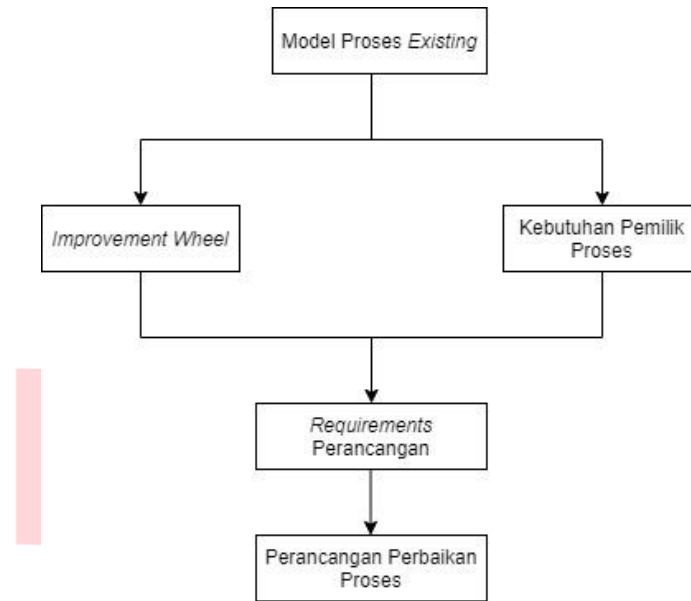 Model Proses Existing
Improvement Wheel
Kebutuhan Pemilik
Proses
Requirements
Perancangan
Perancangan Perbaikan
Proses